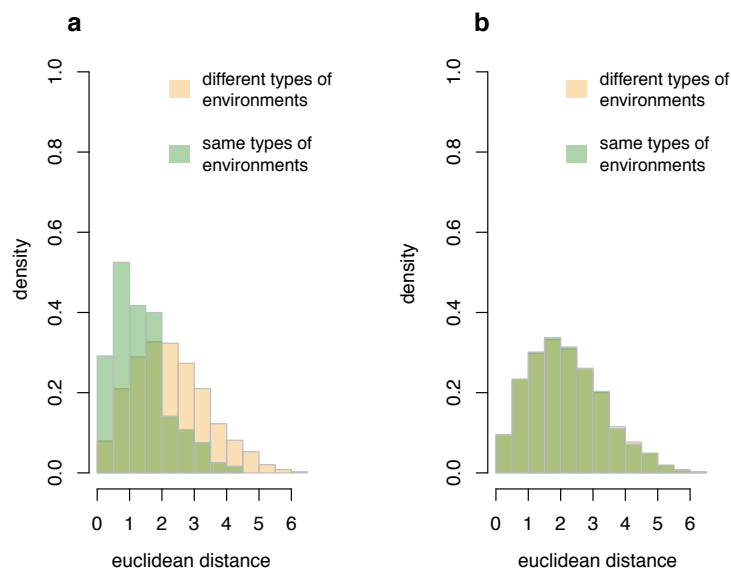 a
different types of
environments
same types of
environments
1.0
0.8
0.6
0.4
0.2
0.0
density
0 1 2 3 4 5 6
euclidean distance
b
different types of
environments
same types of
environments
1.0
0.8
0.6
0.4
0.2
0.0
density
0 1 2 3 4 5 6
euclidean distance